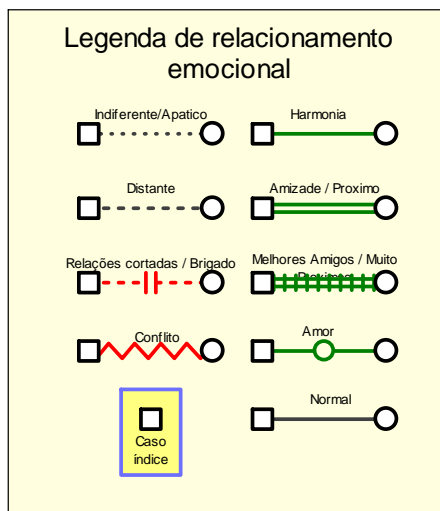 Legenda de relacionamento
emocional
Indiferente/Apatico
Harmonia
Distante
Amizade / Proximo
Relações cortadas / Brigado
Melhores Amigos / Muito
Proximos
Conflito
Amor
Caso
índice
Normal